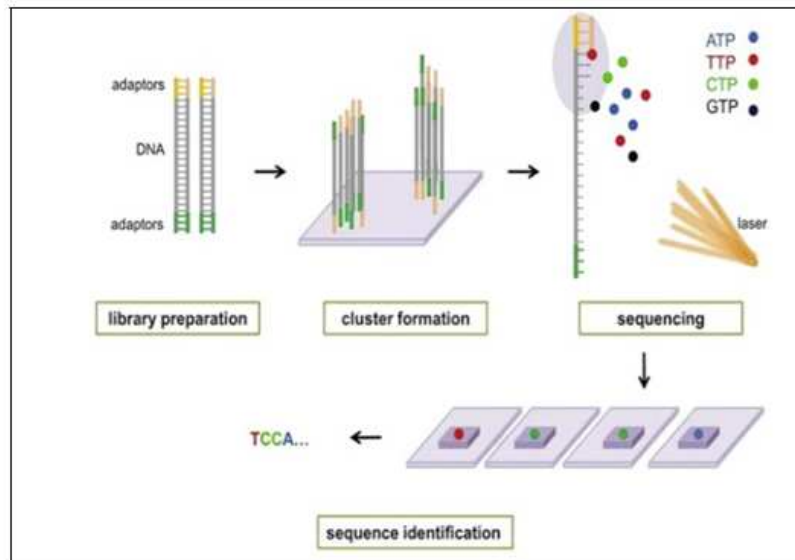 adaptors
DNA
adaptors
ATP
TTP
CTP
GTP
laser
library preparation
cluster formation
sequencing
TCCA...
sequence identification